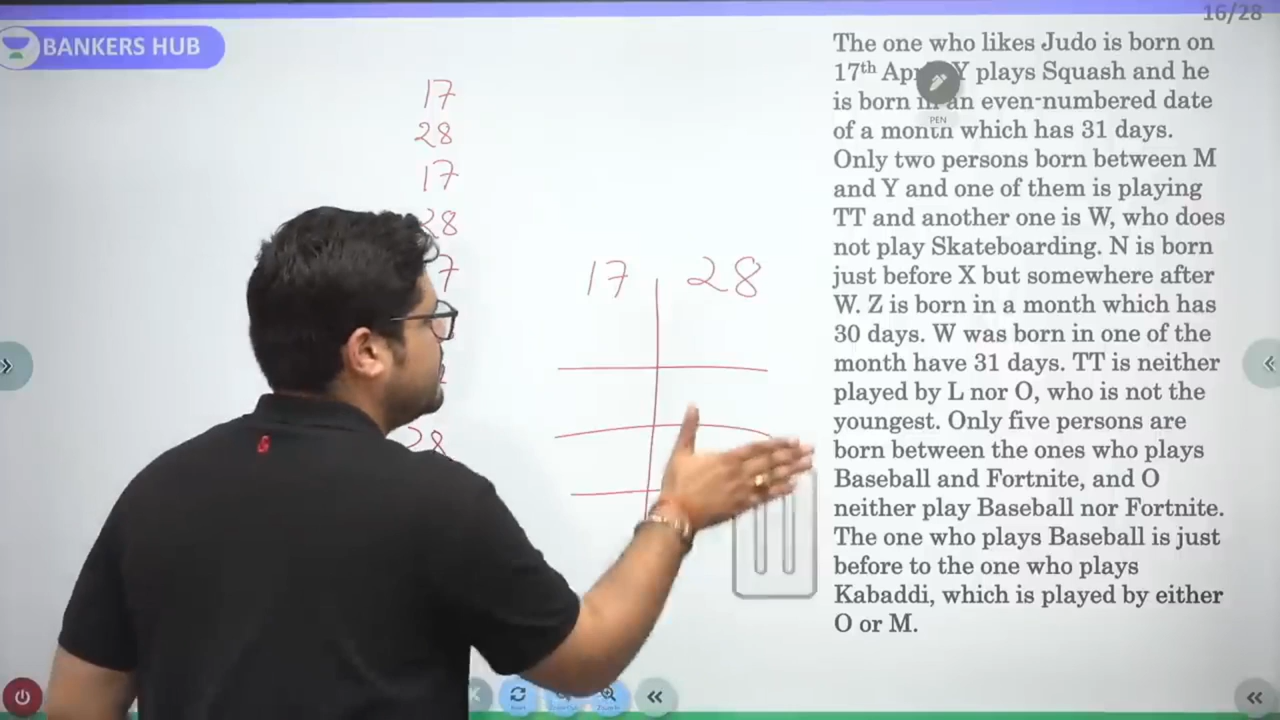 16/28
BANKERS HUB
17
28
17
28
7
28
17 28
The one who likes Judo is born on
17th Y plays Squash and he
is born in an even-numbered date
PEN
of a month which has 31 days.
Only two persons born between M
and Y and one of them is playing
TT and another one is W, who does
not play Skateboarding. N is born
just before X but somewhere after
W. Z is born in a month which has
30 days. W was born in one of the
month have 31 days. TT is neither
played by L nor O, who is not the
youngest. Only five persons are
born between the ones who plays
Baseball and Fortnite, and O
neither play Baseball nor Fortnite.
The one who plays Baseball is just
before to the one who plays
Kabaddi, which is played by either
O or M.